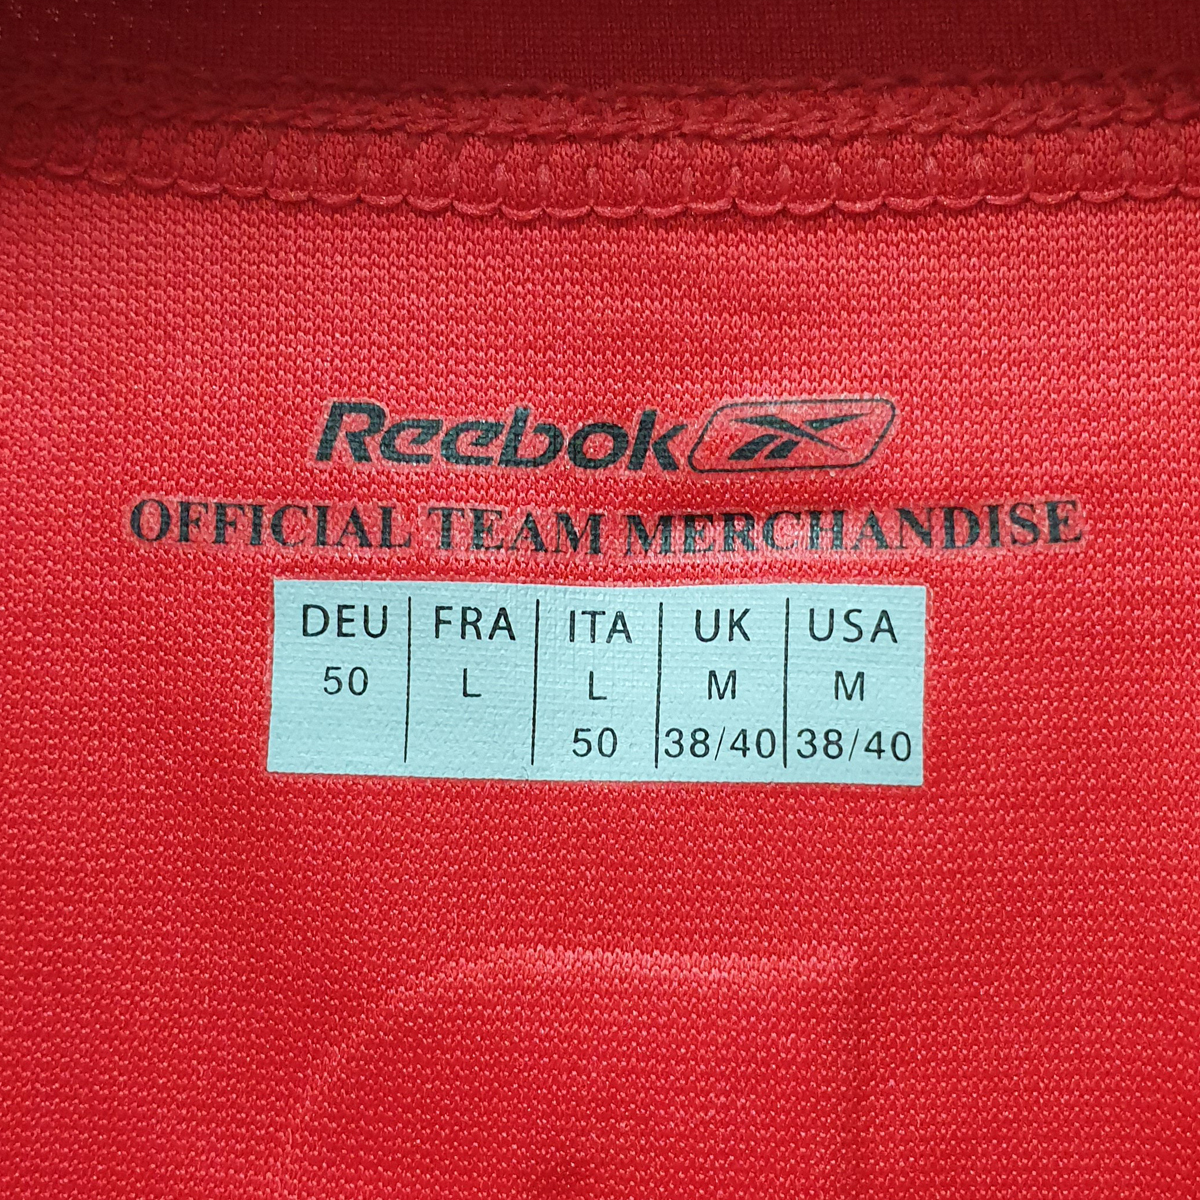 Reebok
OFFICIAL TEAM MERCHANDISE
DEU FRA ITA UK USA
50 L L M M
50 38/40 38/40